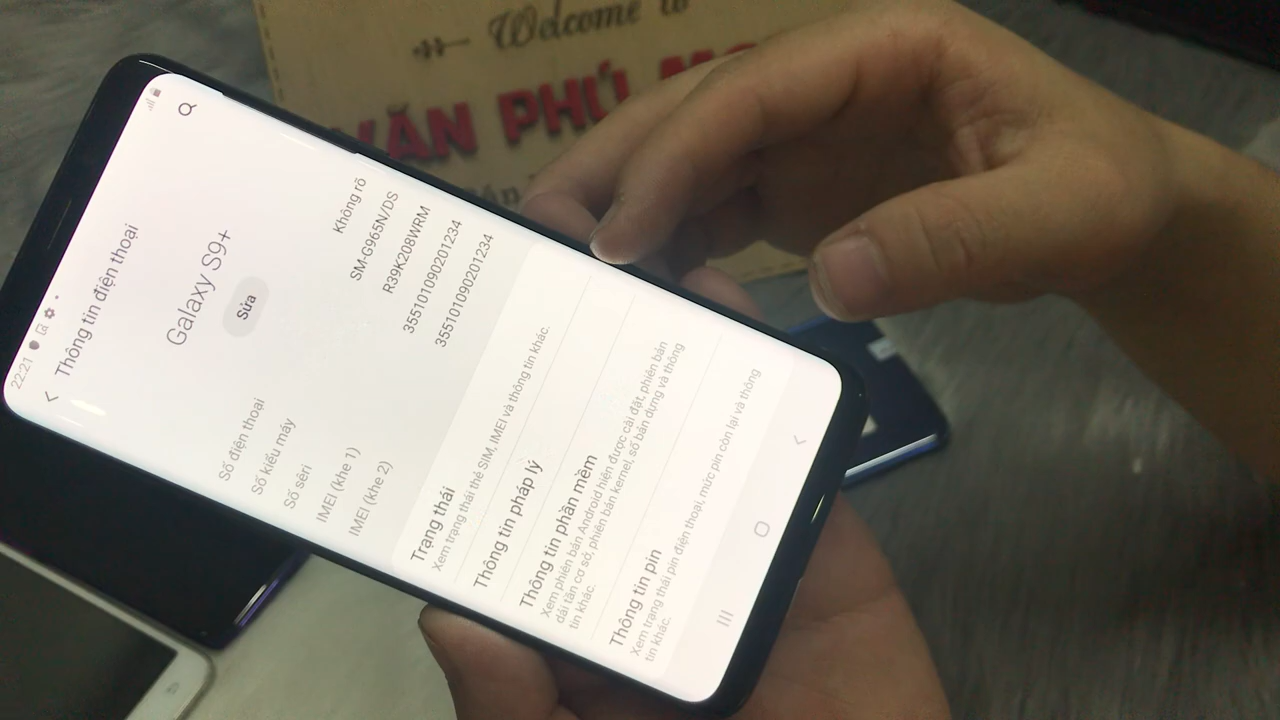 Welcome to
VĂN PHÚ
22:21
Thông tin điện thoại
Galaxy S9+
Sửa
Số điện thoại Không rõ
Số kiểu máy SM-G965N/DS
Số sêri R39K208WRM
IMEI (khe 1) 355101090201234
IMEI (khe 2) 355101090201234
Trạng thái
Xem trạng thái thẻ SIM, IMEI và thông tin khác.
Thông tin pháp lý
Thông tin phần mềm
Xem phiên bản Android hiện được cài đặt, phiên bản
dải tần cơ sở, phiên bản kernel, số bản dựng và thông
tin khác.
Thông tin pin
Xem trạng thái pin điện thoại, mức pin còn lại và thông
tin khác.